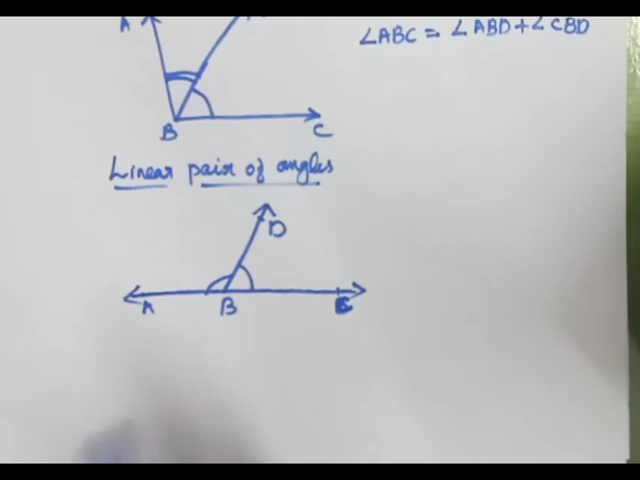 A
∠ABC = ∠ABD + ∠CBD
B
C
Linear pair of angles
D
A B C